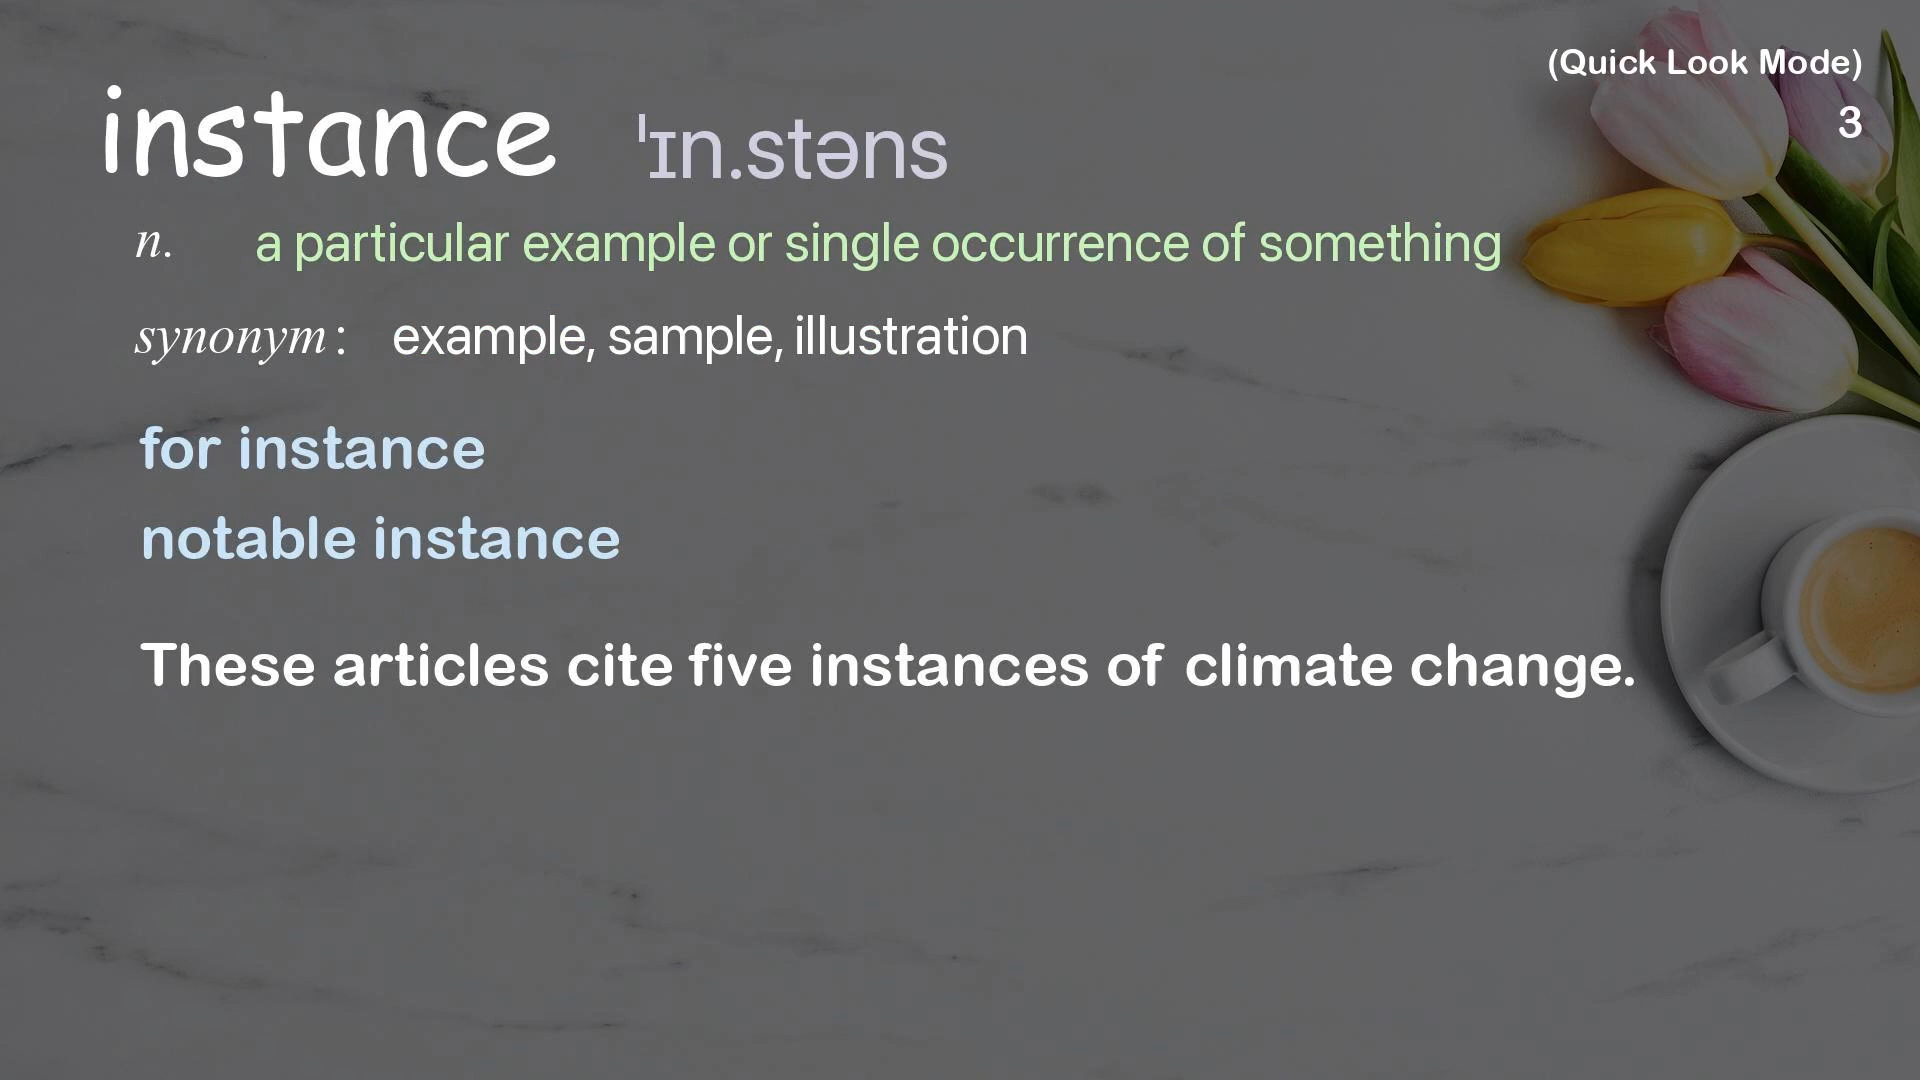 (Quick Look Mode)
3
instance ˈɪn.stəns
n. a particular example or single occurrence of something
synonym: example, sample, illustration
for instance
notable instance
These articles cite five instances of climate change.